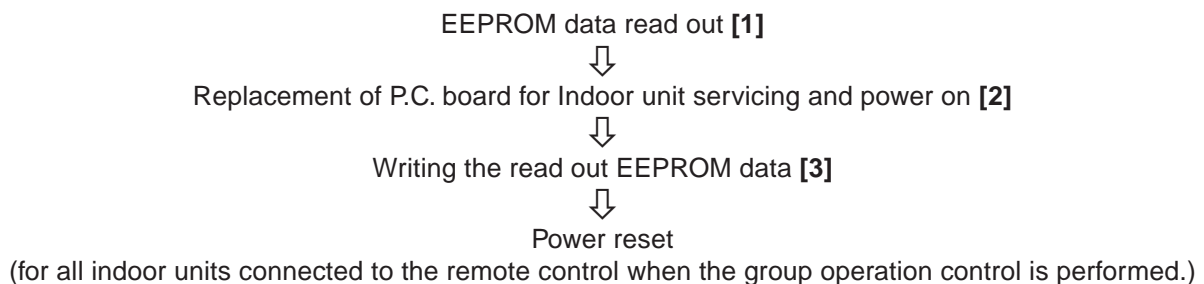 EEPROM data read out [1]
⇩
Replacement of P.C. board for Indoor unit servicing and power on [2]
⇩
Writing the read out EEPROM data [3]
⇩
Power reset
(for all indoor units connected to the remote control when the group operation control is performed.)